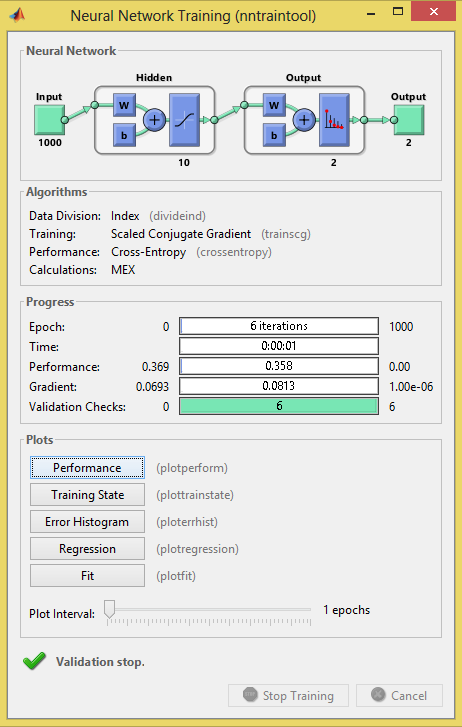 Neural Network Training (nntraintool)
Neural Network
Hidden Output
Input Output
W W
b b
1000 2
10 2
Algorithms
Data Division: Index (divideind)
Training: Scaled Conjugate Gradient (trainscg)
Performance: Cross-Entropy (crossentropy)
Calculations: MEX
Progress
Epoch: 0 6 iterations 1000
Time: 0:00:01
Performance: 0.369 0.358 0.00
Gradient: 0.0693 0.0813 1.00e-06
Validation Checks: 0 6 6
Plots
Performance (plotperform)
Training State (plottrainstate)
Error Histogram (ploterrhist)
Regression (plotregression)
Fit (plotfit)
Plot Interval: 1 epochs
Validation stop.
Stop Training Cancel